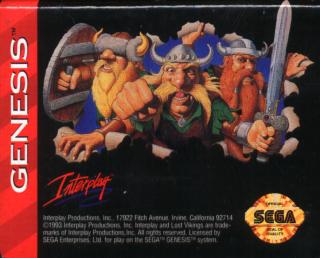 GENESIS™
Interplay™
Interplay Productions, Inc., 17922 Fitch Avenue, Irvine, California 92714
©1993 Interplay Productions, Inc. Interplay and Lost Vikings are trade-
marks of Interplay Productions, Inc. All rights reserved. Licensed by
SEGA Enterprises, Ltd. for play on the SEGA™ GENESIS™ system.
OFFICIAL
SEGA
SEAL OF
QUALITY